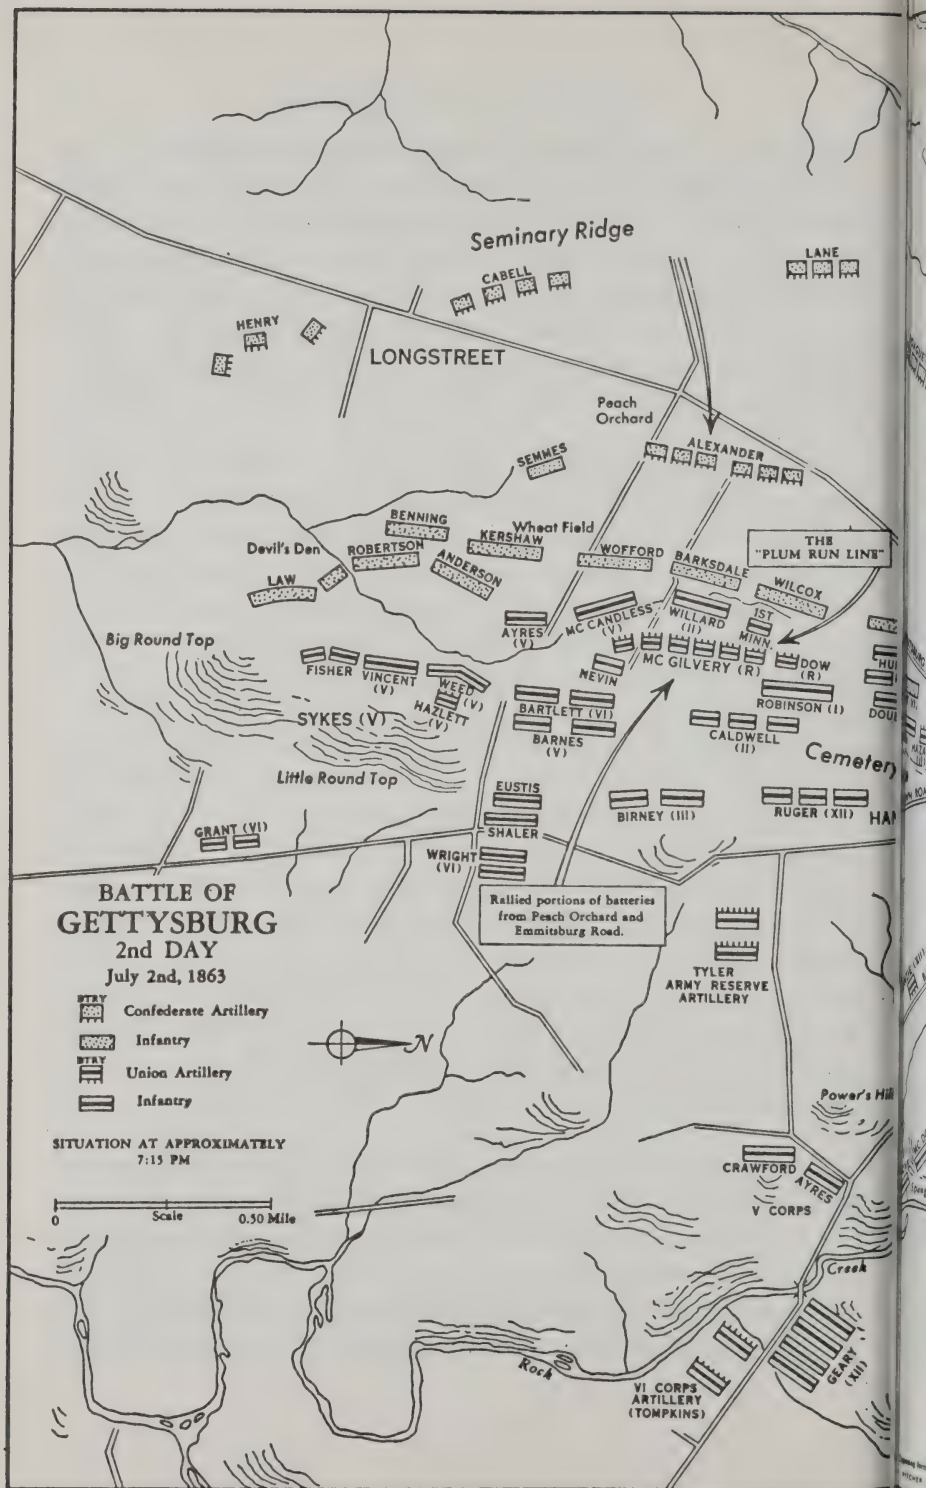 Seminary Ridge
LANE
CABELL
HENRY
LONGSTREET
Peach
Orchard
ALEXANDER
SEMMES
BENNING
Wheat Field
KERSHAW
THE
"PLUM RUN LINE"
Devil's Den
ROBERTSON
WOFFORD
ANDERSON
BARKSDALE
LAW
WILCOX
MC CANDLESS
(V)
WILLARD
(II)
1ST
MINN.
AYRES
(V)
Big Round Top
NEVIN
MC GILVERY (R)
DOW
(R)
FISHER
VINCENT
(V)
WEED
(V)
HAZLETT
(V)
BARTLETT (VI)
ROBINSON (I)
SYKES (V)
BARNES
(V)
CALDWELL
(II)
Cemetery
Little Round Top
EUSTIS
BIRNEY (III)
RUGER (XII)
HAN
SHALER
GRANT (VI)
WRIGHT
(VI)
BATTLE OF
GETTYSBURG
2nd DAY
July 2nd, 1863
Rallied portions of batteries
from Peach Orchard and
Emmitsburg Road.
TYLER
ARMY RESERVE
ARTILLERY
BTRY
Confederate Artillery
Infantry
BTRY
Union Artillery
Infantry
N
Power's Hill
SITUATION AT APPROXIMATELY
7:15 PM
CRAWFORD
AYRES
V CORPS
0
Scale
0.50 Mile
Creek
Rock
GEARY
(XII)
VI CORPS
ARTILLERY
(TOMPKINS)